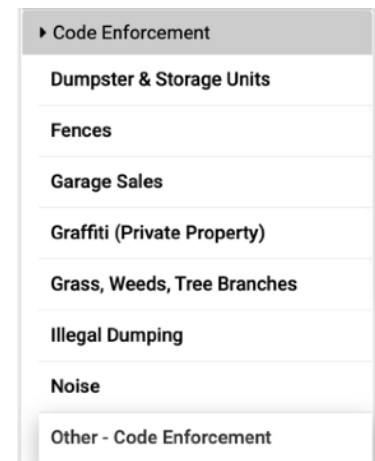 Code Enforcement
Dumpster & Storage Units
Fences
Garage Sales
Graffiti (Private Property)
Grass, Weeds, Tree Branches
Illegal Dumping
Noise
Other - Code Enforcement